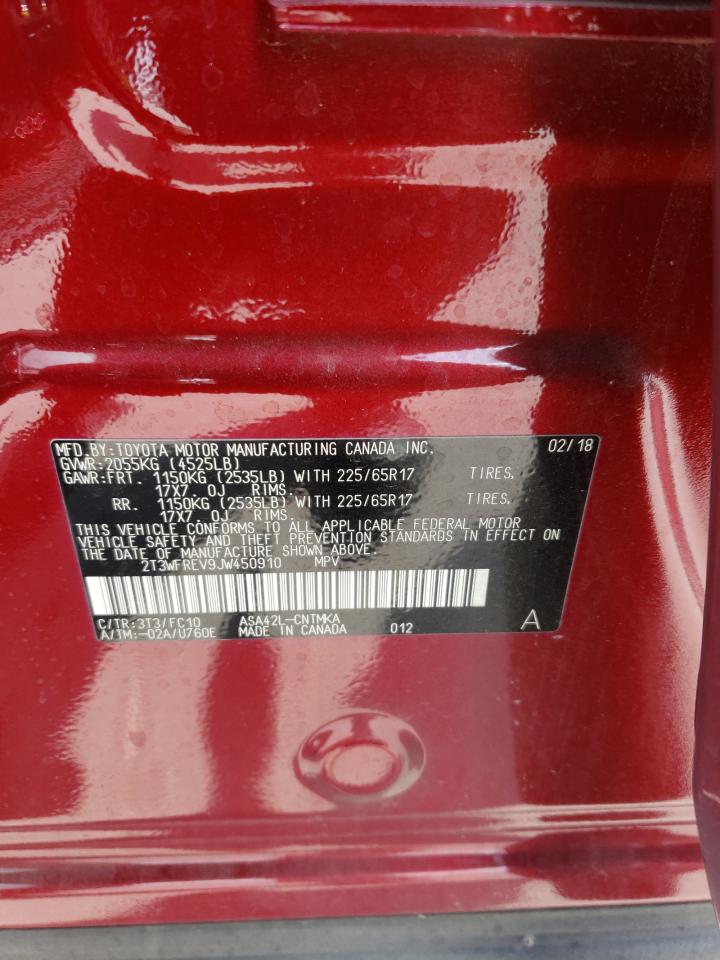 MFD.BY:TOYOTA MOTOR MANUFACTURING CANADA INC. 02/18
GVWR:2055KG (4525LB)
GAWR:FRT. 1150KG (2535LB) WITH 225/65R17 TIRES.
17X7. 0J RIMS.
RR. 1150KG (2535LB) WITH 225/65R17 TIRES.
17X7. 0J RIMS.
THIS VEHICLE CONFORMS TO ALL APPLICABLE FEDERAL MOTOR
VEHICLE SAFETY AND THEFT PREVENTION STANDARDS IN EFFECT ON
THE DATE OF MANUFACTURE SHOWN ABOVE.
2T3WFREV9JW450910 MPV
C/TR:3T3/FC10 ASA42L-CNTMKA
A/TM:-02A/U760E MADE IN CANADA 012 A